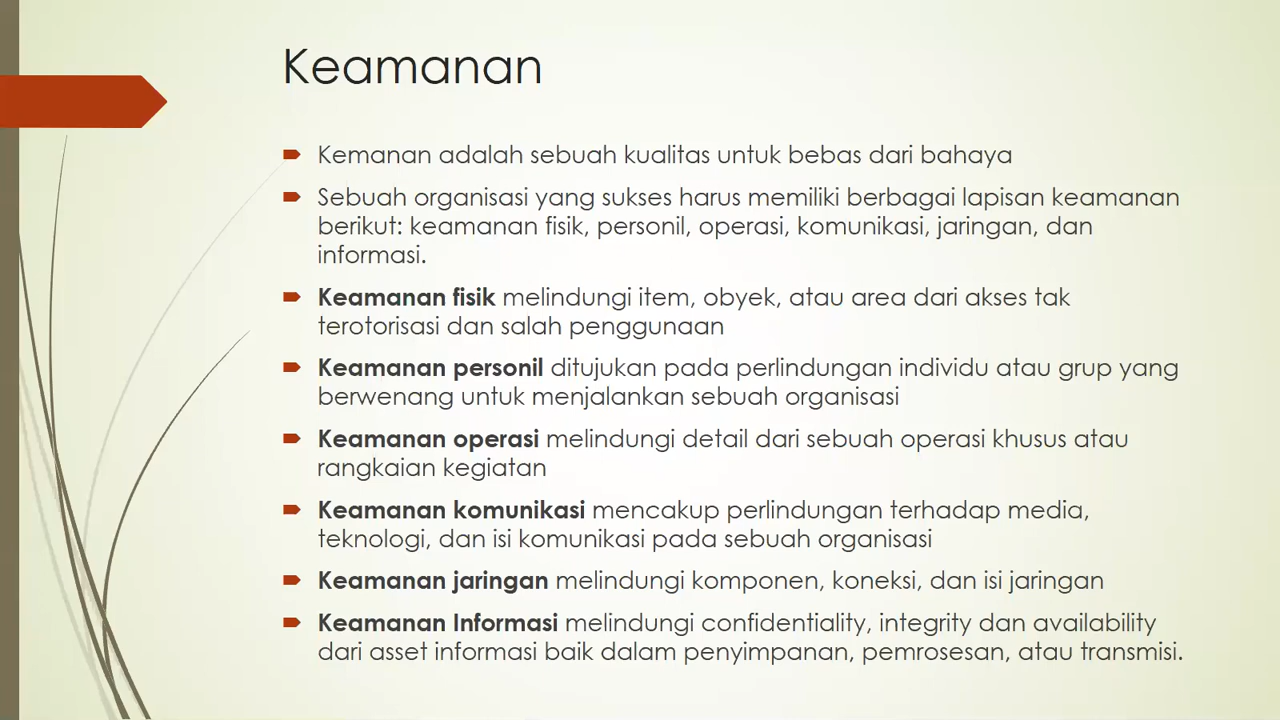 Keamanan
Kemanan adalah sebuah kualitas untuk bebas dari bahaya
Sebuah organisasi yang sukses harus memiliki berbagai lapisan keamanan
berikut: keamanan fisik, personil, operasi, komunikasi, jaringan, dan
informasi.
Keamanan fisik melindungi item, obyek, atau area dari akses tak
terotorisasi dan salah penggunaan
Keamanan personil ditujukan pada perlindungan individu atau grup yang
berwenang untuk menjalankan sebuah organisasi
Keamanan operasi melindungi detail dari sebuah operasi khusus atau
rangkaian kegiatan
Keamanan komunikasi mencakup perlindungan terhadap media,
teknologi, dan isi komunikasi pada sebuah organisasi
Keamanan jaringan melindungi komponen, koneksi, dan isi jaringan
Keamanan Informasi melindungi confidentiality, integrity dan availability
dari asset informasi baik dalam penyimpanan, pemrosesan, atau transmisi.